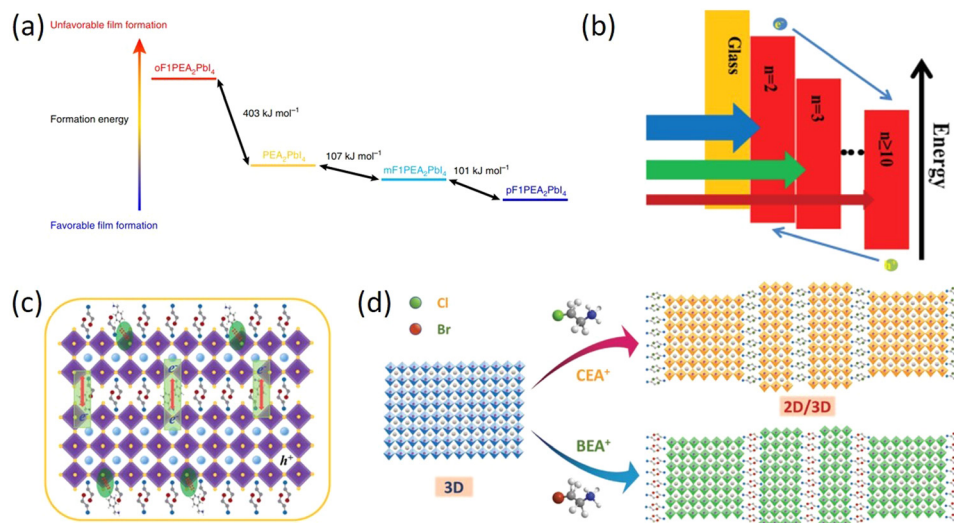 (a)
Unfavorable film formation
oF1PEA₂PbI₄
403 kJ mol⁻¹
Formation energy
PEA₂PbI₄
107 kJ mol⁻¹
mF1PEA₂PbI₄
101 kJ mol⁻¹
pF1PEA₂PbI₄
Favorable film formation
(b)
Glass
n=2
n=3
n≥10
Energy
(c)
e⁻
e⁻
e⁻
e⁻
e⁻
e⁻
h⁺
(d)
Cl
Br
CEA⁺
BEA⁺
3D
2D/3D